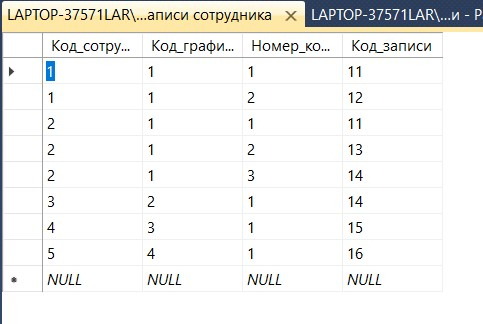 LAPTOP-37571LAR\...аписи сотрудника LAPTOP-37571LAR\...и - P
Код_сотру... Код_графи... Номер_ко... Код_записи
1 1 1 11
1 1 2 12
2 1 1 11
2 1 2 13
2 1 3 14
3 2 1 14
4 3 1 15
5 4 1 16
NULL NULL NULL NULL